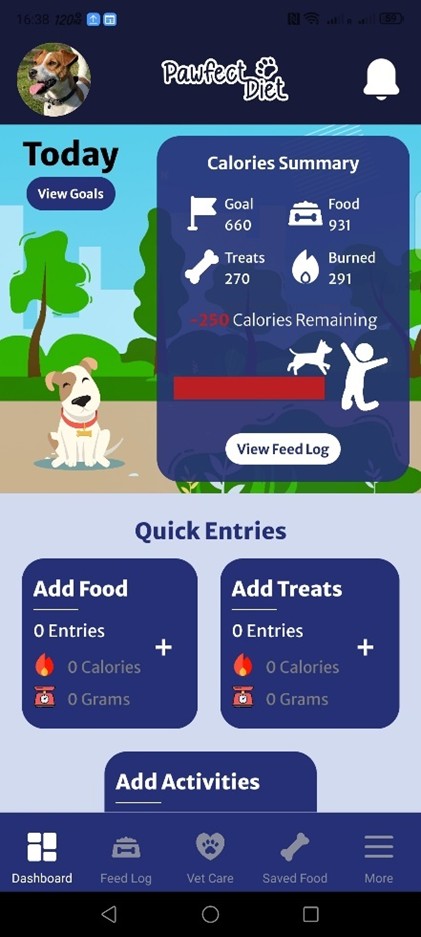 16:38
Pawfect
Diet
Today
View Goals
Calories Summary
Goal
660
Food
931
Treats
270
Burned
291
-250 Calories Remaining
View Feed Log
Quick Entries
Add Food
0 Entries
0 Calories
0 Grams
Add Treats
0 Entries
0 Calories
0 Grams
Add Activities
Dashboard
Feed Log
Vet Care
Saved Food
More